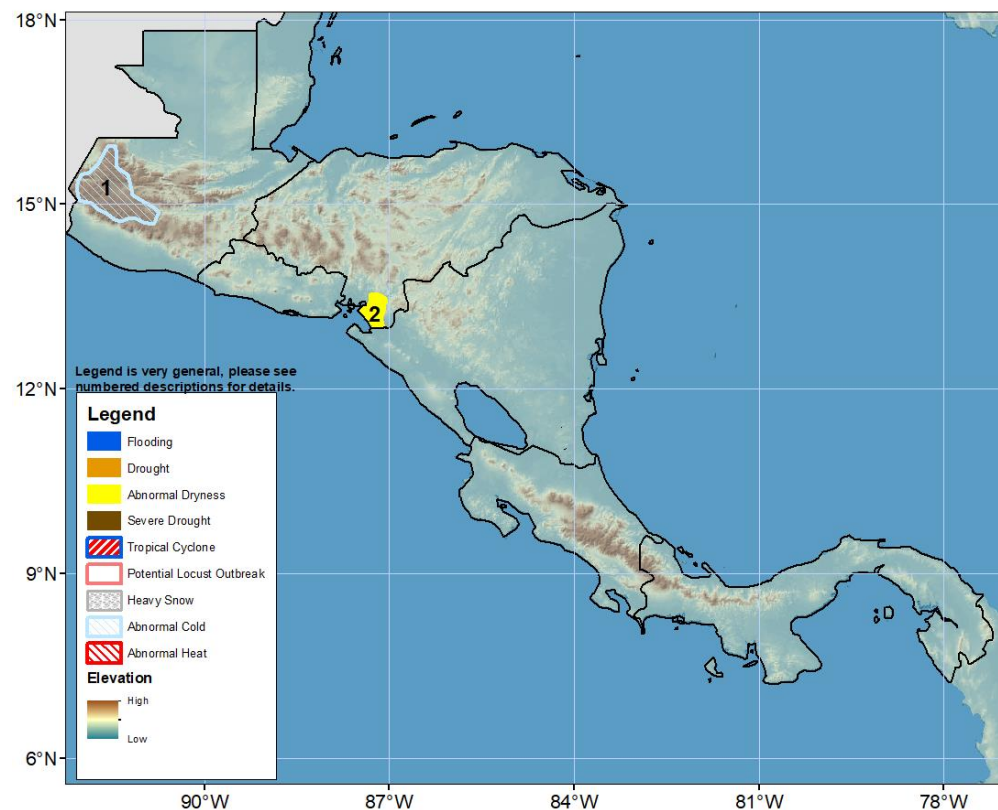 18°N
1
15°N
2
12°N
Legend is very general, please see
numbered descriptions for details.
Legend
Flooding
Drought
Abnormal Dryness
Severe Drought
Tropical Cyclone
Potential Locust Outbreak
Heavy Snow
Abnormal Cold
Abnormal Heat
Elevation
High
Low
9°N
6°N
90°W 87°W 84°W 81°W 78°W